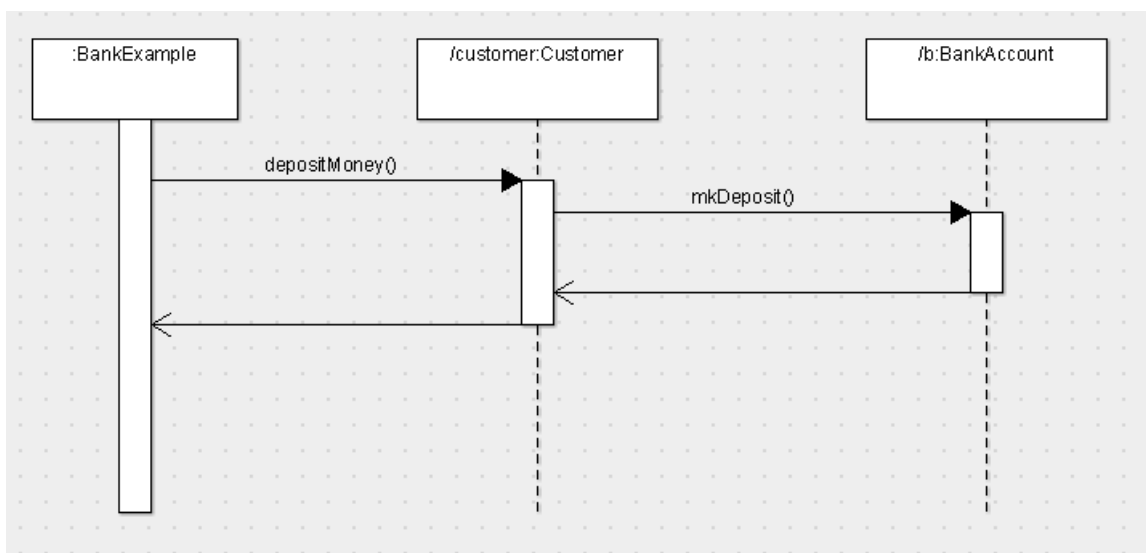 :BankExample
/customer:Customer
/b:BankAccount
depositMoney()
mkDeposit()